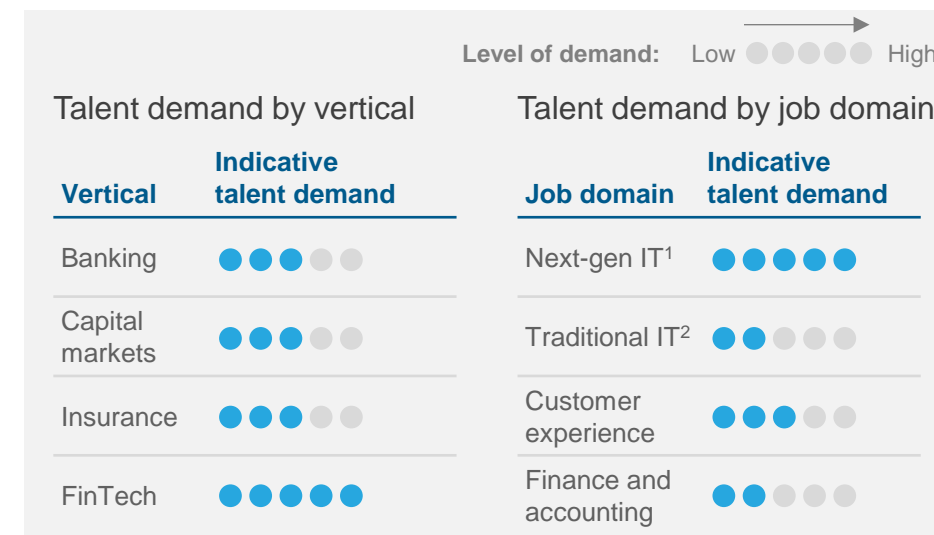 Level of demand: Low High
Talent demand by vertical
Vertical Indicative talent demand
Banking
Capital markets
Insurance
FinTech
Talent demand by job domain
Job domain Indicative talent demand
Next-gen IT¹
Traditional IT²
Customer experience
Finance and accounting